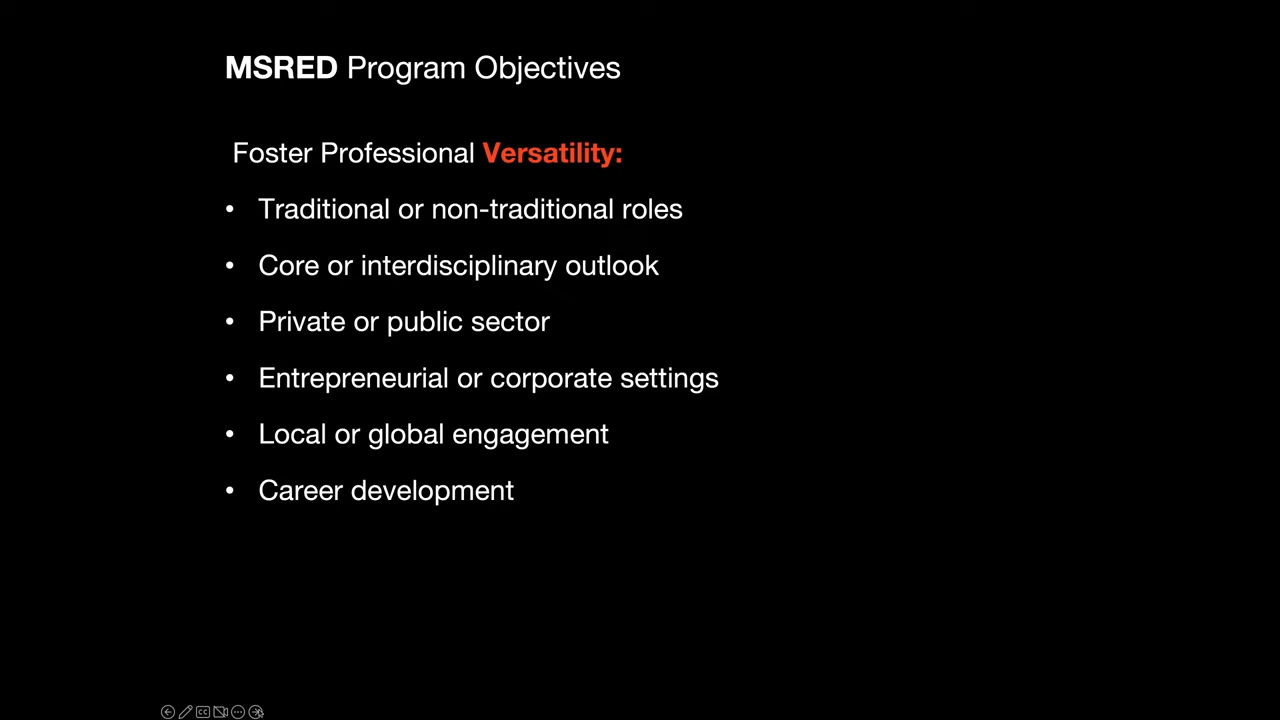 MSRED Program Objectives
Foster Professional Versatility:
• Traditional or non-traditional roles
• Core or interdisciplinary outlook
• Private or public sector
• Entrepreneurial or corporate settings
• Local or global engagement
• Career development
CC